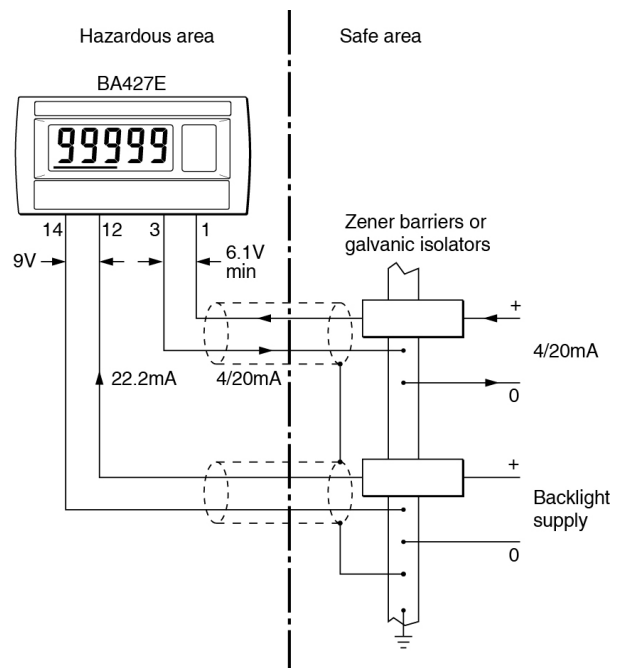 Hazardous area
Safe area
BA427E
99999
14
12
3
1
9V
6.1V
min
Zener barriers or
galvanic isolators
+
4/20mA
0
22.2mA
4/20mA
+
Backlight
supply
0